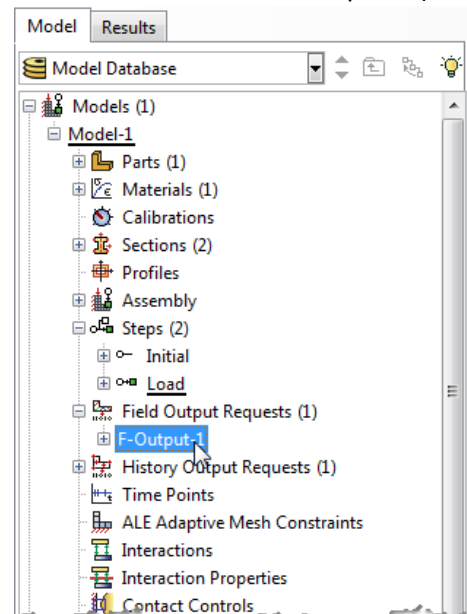 Model Results
Model Database
Models (1)
Model-1
Parts (1)
Materials (1)
Calibrations
Sections (2)
Profiles
Assembly
Steps (2)
Initial
Load
Field Output Requests (1)
F-Output-1
History Output Requests (1)
Time Points
ALE Adaptive Mesh Constraints
Interactions
Interaction Properties
Contact Controls